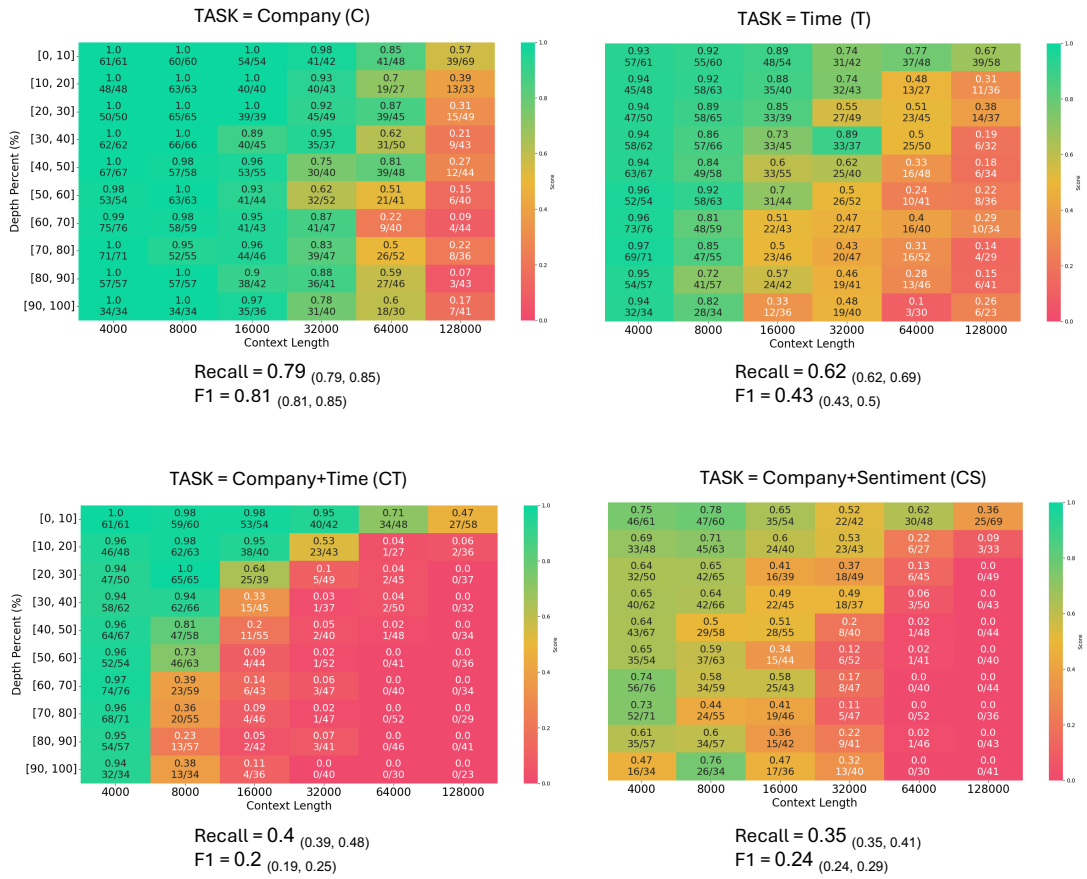 TASK = Company (C)
[0, 10] 1.0 1.0 1.0 0.98 0.85 0.57
61/61 60/60 54/54 41/42 41/48 39/69
[10, 20] 1.0 1.0 1.0 0.93 0.7 0.39
48/48 63/63 40/40 40/43 19/27 13/33
[20, 30] 1.0 1.0 1.0 0.92 0.87 0.31
50/50 65/65 39/39 45/49 39/45 15/49
[30, 40] 1.0 1.0 0.89 0.95 0.62 0.21
62/62 66/66 40/45 35/37 31/50 9/43
[40, 50] 1.0 0.98 0.96 0.75 0.81 0.27
67/67 57/58 53/55 30/40 39/48 12/44
[50, 60] 0.98 1.0 0.93 0.62 0.51 0.15
53/54 63/63 41/44 32/52 21/41 6/40
[60, 70] 0.99 0.98 0.95 0.87 0.22 0.09
75/76 58/59 41/43 41/47 9/40 4/44
[70, 80] 1.0 0.95 0.96 0.83 0.5 0.22
71/71 52/55 44/46 39/47 26/52 8/36
[80, 90] 1.0 1.0 0.9 0.88 0.59 0.07
57/57 57/57 38/42 36/41 27/46 3/43
[90, 100] 1.0 1.0 0.97 0.78 0.6 0.17
34/34 34/34 35/36 31/40 18/30 7/41
4000 8000 16000 32000 64000 128000
Context Length
Depth Percent (%)
1.0
0.8
0.6
0.4
0.2
0.0
Score
Recall = 0.79 (0.79, 0.85)
F1 = 0.81 (0.81, 0.85)
TASK = Time (T)
0.93 0.92 0.89 0.74 0.77 0.67
57/61 55/60 48/54 31/42 37/48 39/58
0.94 0.92 0.88 0.74 0.48 0.31
45/48 58/63 35/40 32/43 13/27 11/36
0.94 0.89 0.85 0.55 0.51 0.38
47/50 58/65 33/39 27/49 23/45 14/37
0.94 0.86 0.73 0.89 0.5 0.19
58/62 57/66 33/45 33/37 25/50 6/32
0.94 0.84 0.6 0.62 0.33 0.18
63/67 49/58 33/55 25/40 16/48 6/34
0.96 0.92 0.7 0.5 0.24 0.22
52/54 58/63 31/44 26/52 10/41 8/36
0.96 0.81 0.51 0.47 0.4 0.29
73/76 48/59 22/43 22/47 16/40 10/34
0.97 0.85 0.5 0.43 0.31 0.14
69/71 47/55 23/46 20/47 16/52 4/29
0.95 0.72 0.57 0.46 0.28 0.15
54/57 41/57 24/42 19/41 13/46 6/41
0.94 0.82 0.33 0.48 0.1 0.26
32/34 28/34 12/36 19/40 3/30 6/23
4000 8000 16000 32000 64000 128000
Context Length
1.0
0.8
0.6
0.4
0.2
0.0
Score
Recall = 0.62 (0.62, 0.69)
F1 = 0.43 (0.43, 0.5)
TASK = Company+Time (CT)
[0, 10] 1.0 0.98 0.98 0.95 0.71 0.47
61/61 59/60 53/54 40/42 34/48 27/58
[10, 20] 0.96 0.98 0.95 0.53 0.04 0.06
46/48 62/63 38/40 23/43 1/27 2/36
[20, 30] 0.94 1.0 0.64 0.1 0.04 0.0
47/50 65/65 25/39 5/49 2/45 0/37
[30, 40] 0.94 0.94 0.33 0.03 0.04 0.0
58/62 62/66 15/45 1/37 2/50 0/32
[40, 50] 0.96 0.81 0.2 0.05 0.02 0.0
64/67 47/58 11/55 2/40 1/48 0/34
[50, 60] 0.96 0.73 0.09 0.02 0.0 0.0
52/54 46/63 4/44 1/52 0/41 0/36
[60, 70] 0.97 0.39 0.14 0.06 0.0 0.0
74/76 23/59 6/43 3/47 0/40 0/34
[70, 80] 0.96 0.36 0.09 0.02 0.0 0.0
68/71 20/55 4/46 1/47 0/52 0/29
[80, 90] 0.95 0.23 0.05 0.07 0.0 0.0
54/57 13/57 2/42 3/41 0/46 0/41
[90, 100] 0.94 0.38 0.11 0.0 0.0 0.0
32/34 13/34 4/36 0/40 0/30 0/23
4000 8000 16000 32000 64000 128000
Context Length
Depth Percent (%)
1.0
0.8
0.6
0.4
0.2
0.0
Score
Recall = 0.4 (0.39, 0.48)
F1 = 0.2 (0.19, 0.25)
TASK = Company+Sentiment (CS)
0.75 0.78 0.65 0.52 0.62 0.36
46/61 47/60 35/54 22/42 30/48 25/69
0.69 0.71 0.6 0.53 0.22 0.09
33/48 45/63 24/40 23/43 6/27 3/33
0.64 0.65 0.41 0.37 0.13 0.0
32/50 42/65 16/39 18/49 6/45 0/49
0.65 0.64 0.49 0.49 0.06 0.0
40/62 42/66 22/45 18/37 3/50 0/43
0.64 0.5 0.51 0.2 0.02 0.0
43/67 29/58 28/55 8/40 1/48 0/44
0.65 0.59 0.34 0.12 0.02 0.0
35/54 37/63 15/44 6/52 1/41 0/40
0.74 0.58 0.58 0.17 0.0 0.0
56/76 34/59 25/43 8/47 0/40 0/44
0.73 0.44 0.41 0.11 0.0 0.0
52/71 24/55 19/46 5/47 0/52 0/36
0.61 0.6 0.36 0.22 0.02 0.0
35/57 34/57 15/42 9/41 1/46 0/43
0.47 0.76 0.47 0.32 0.0 0.0
16/34 26/34 17/36 13/40 0/30 0/41
4000 8000 16000 32000 64000 128000
Context Length
1.0
0.8
0.6
0.4
0.2
0.0
Score
Recall = 0.35 (0.35, 0.41)
F1 = 0.24 (0.24, 0.29)